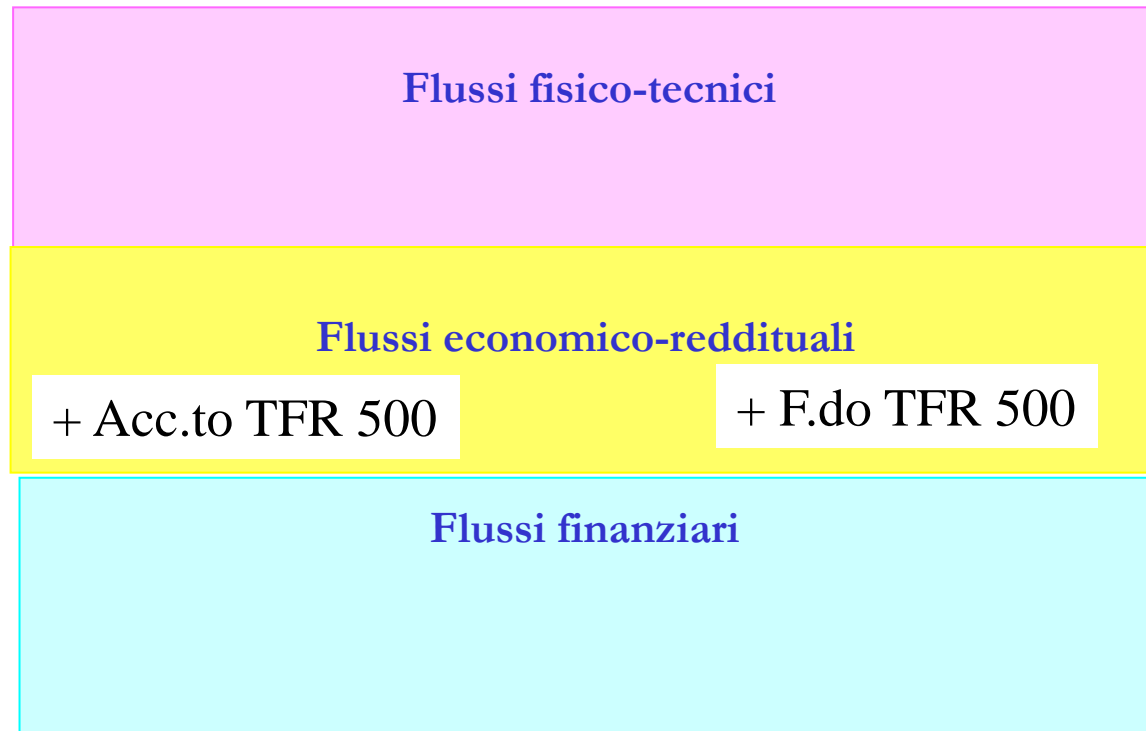 Flussi fisico-tecnici
Flussi economico-reddituali
+ Acc.to TFR 500
+ F.do TFR 500
Flussi finanziari